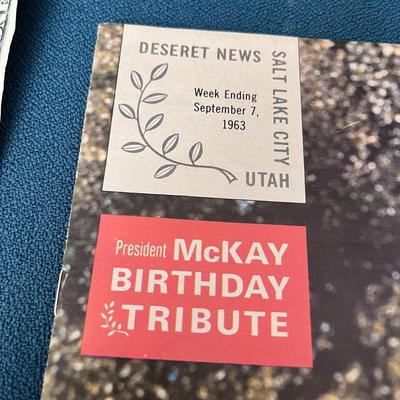 DESERET NEWS
SALT LAKE CITY
UTAH
Week Ending
September 7,
1963
President McKAY
BIRTHDAY
TRIBUTE